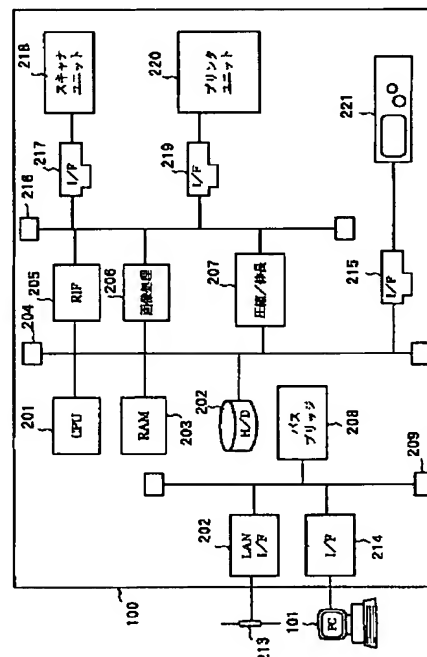 218
スキャナ
ユニット
220
プリンタ
ユニット
221
217
I/F
219
I/F
216
215
I/F
205
RIP
206
画像処理
207
圧縮/伸長
204
201
CPU
RAM
203
202
H/D
バス
ブリッジ
208
209
202
LAN
I/F
I/F
214
100
213
101
PC